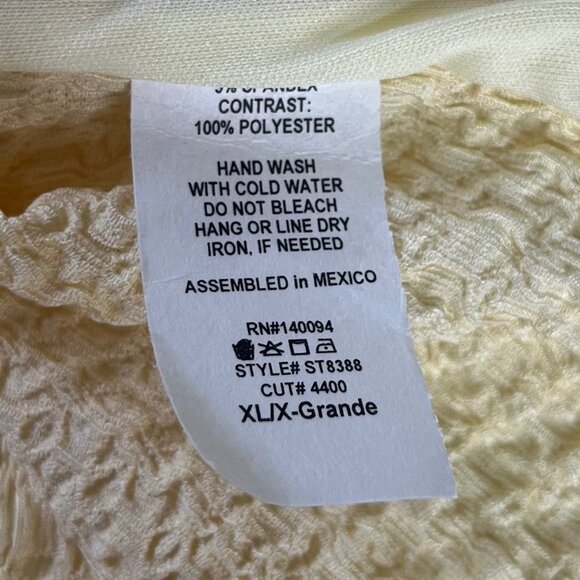 CONTRAST:
100% POLYESTER
HAND WASH
WITH COLD WATER
DO NOT BLEACH
HANG OR LINE DRY
IRON, IF NEEDED
ASSEMBLED in MEXICO
RN#140094
STYLE# ST8388
CUT# 4400
XL/X-Grande